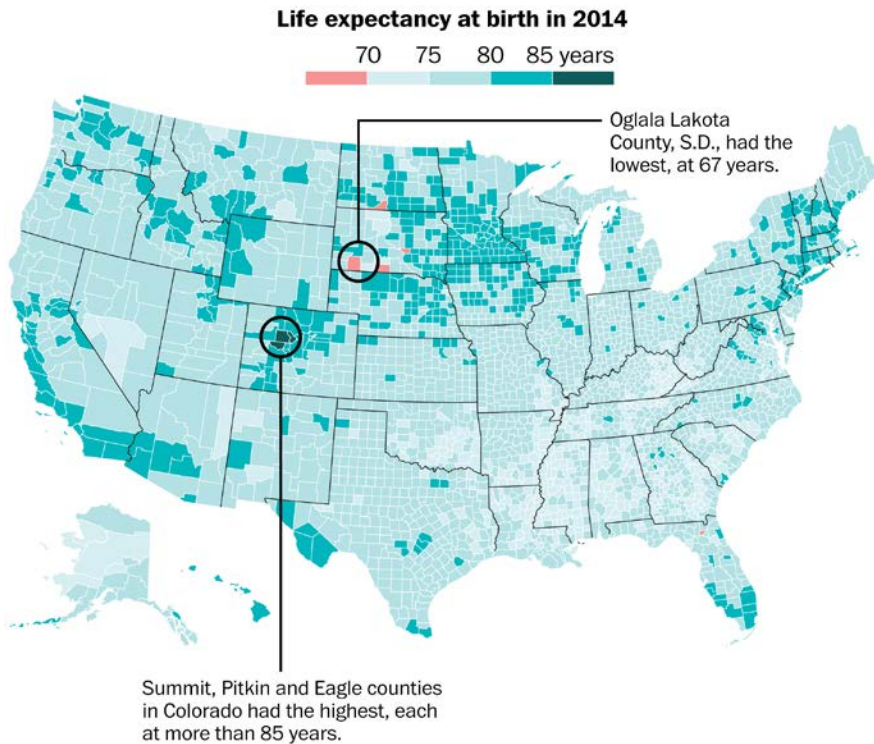 Life expectancy at birth in 2014
70 75 80 85 years
Oglala Lakota
County, S.D., had the
lowest, at 67 years.
Summit, Pitkin and Eagle counties
in Colorado had the highest, each
at more than 85 years.